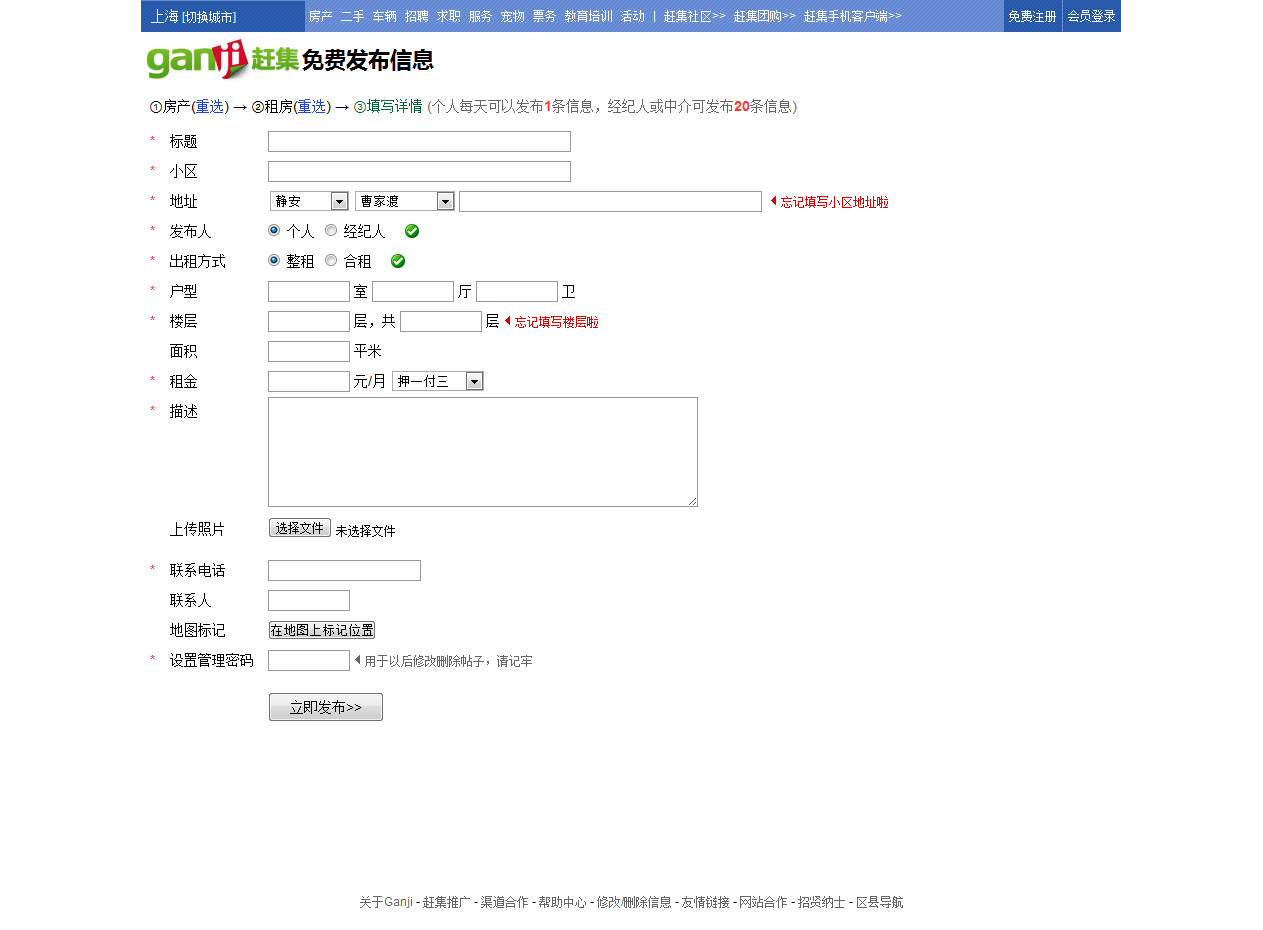 上海 [切换城市] 房产 二手 车辆 招聘 求职 服务 宠物 票务 教育培训 活动 | 赶集社区>> 赶集团购>> 赶集手机客户端>> 免费注册 会员登录
ganji 赶集 免费发布信息
①房产(重选) → ②租房(重选) → ③填写详情 (个人每天可以发布1条信息，经纪人或中介可发布20条信息)
* 标题
* 小区
* 地址 静安 曹家渡 忘记填写小区地址啦
* 发布人 个人 经纪人
* 出租方式 整租 合租
* 户型 室 厅 卫
* 楼层 层，共 层 忘记填写楼层啦
面积 平米
* 租金 元/月 押一付三
* 描述
上传照片 选择文件 未选择文件
* 联系电话
联系人
地图标记 在地图上标记位置
* 设置管理密码 用于以后修改删除帖子，请记牢
立即发布>>
关于Ganji - 赶集推广 - 渠道合作 - 帮助中心 - 修改/删除信息 - 友情链接 - 网站合作 - 招贤纳士 - 区县导航